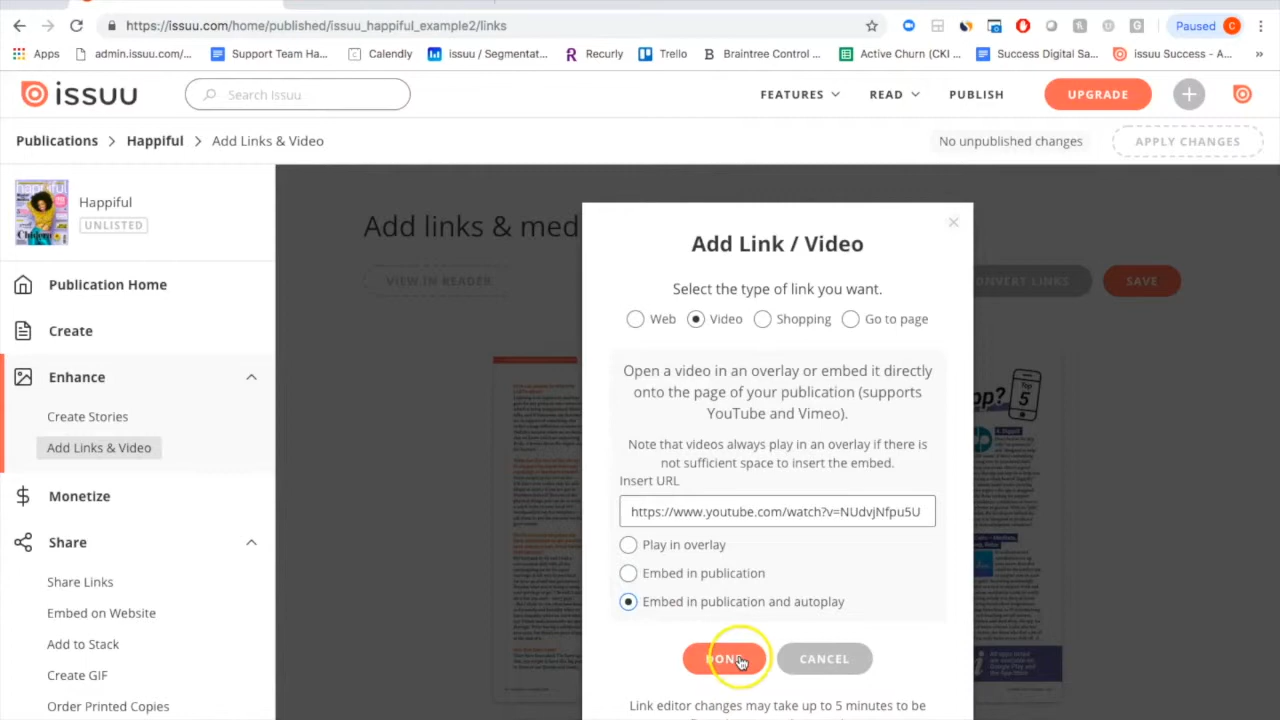 https://issuu.com/home/published/issuu_happiful_example2/links
Paused
C
Apps
admin.issuu.com/...
Support Team Ha...
Calendly
issuu / Segmentat...
Recurly
Trello
Braintree Control ...
Active Churn (CKI ...
Success Digital Sa...
issuu Success - A...
»
issuu
Search Issuu
FEATURES
READ
PUBLISH
UPGRADE
Publications > Happiful > Add Links & Video
No unpublished changes
APPLY CHANGES
Happiful
UNLISTED
Publication Home
Create
Enhance
Create Stories
Add Links &
Monetize
Share
Share Links
Embed on Website
Add to Stack
Create GIF
Order Printed Copies
Add links & med
VIEW IN READER
ONVERT LINKS
SAVE
Add Link / Video
Select the type of link you want.
Web
Video
Shopping
Go to page
Open a video in an overlay or embed it directly
onto the page of your publication (supports
YouTube and Vimeo).
Note that videos always play in an overlay if there is
not sufficient space to insert the embed.
Insert URL
https://www.youtube.com/watch?v=NUdvjNfpu5U
Play in overlay
Embed in publication
Embed in publication and autoplay
CANCEL
Link editor changes may take up to 5 minutes to be
pp?
Top
5